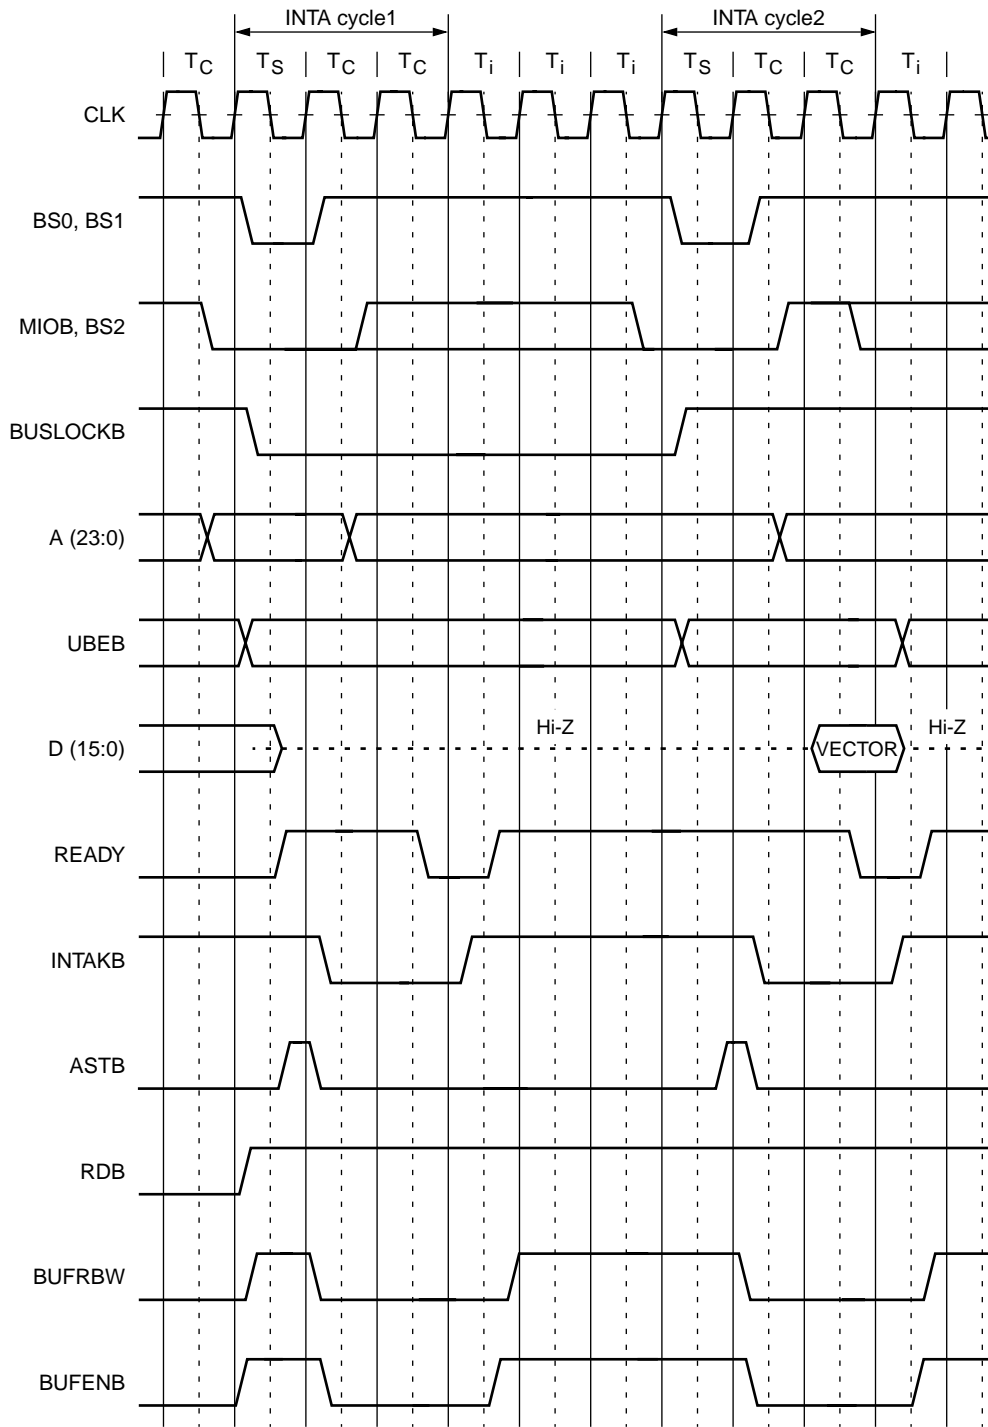 INTA cycle1 INTA cycle2
TC TS TC TC Ti Ti Ti TS TC TC Ti
CLK
BS0, BS1
MIOB, BS2
BUSLOCKB
A (23:0)
UBEB
Hi-Z Hi-Z
D (15:0) VECTOR
READY
INTAKB
ASTB
RDB
BUFRBW
BUFENB